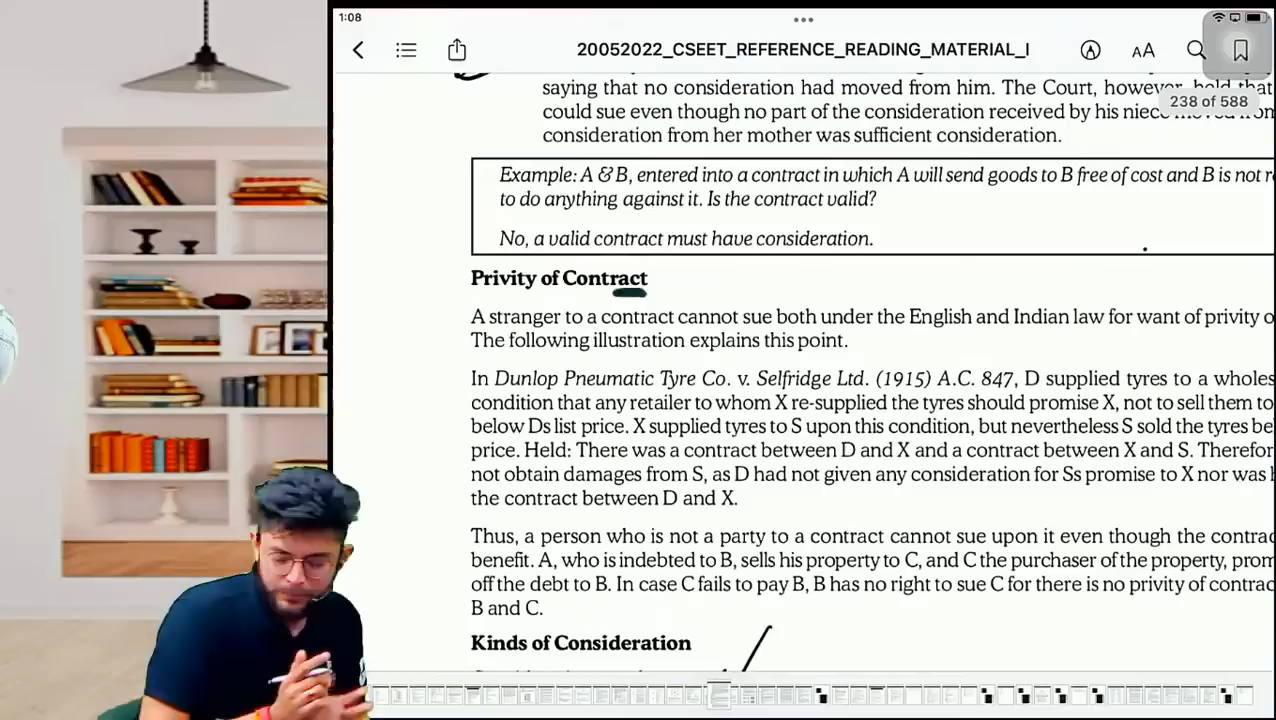 1:08
20052022_CSEET_REFERENCE_READING_MATERIAL_I
AA
238 of 588
saying that no consideration had moved from him. The Court, however, held that
could sue even though no part of the consideration received by his niece moved from
consideration from her mother was sufficient consideration.
Example: A & B, entered into a contract in which A will send goods to B free of cost and B is not
to do anything against it. Is the contract valid?
No, a valid contract must have consideration.
Privity of Contract
A stranger to a contract cannot sue both under the English and Indian law for want of privity
The following illustration explains this point.
In Dunlop Pneumatic Tyre Co. v. Selfridge Ltd. (1915) A.C. 847, D supplied tyres to a wholes
condition that any retailer to whom X re-supplied the tyres should promise X, not to sell them to
below Ds list price. X supplied tyres to S upon this condition, but nevertheless S sold the tyres be
price. Held: There was a contract between D and X and a contract between X and S. Therefor
not obtain damages from S, as D had not given any consideration for Ss promise to X nor was
the contract between D and X.
Thus, a person who is not a party to a contract cannot sue upon it even though the contrac
benefit. A, who is indebted to B, sells his property to C, and C the purchaser of the property, prom
off the debt to B. In case C fails to pay B, B has no right to sue C for there is no privity of contrac
B and C.
Kinds of Consideration